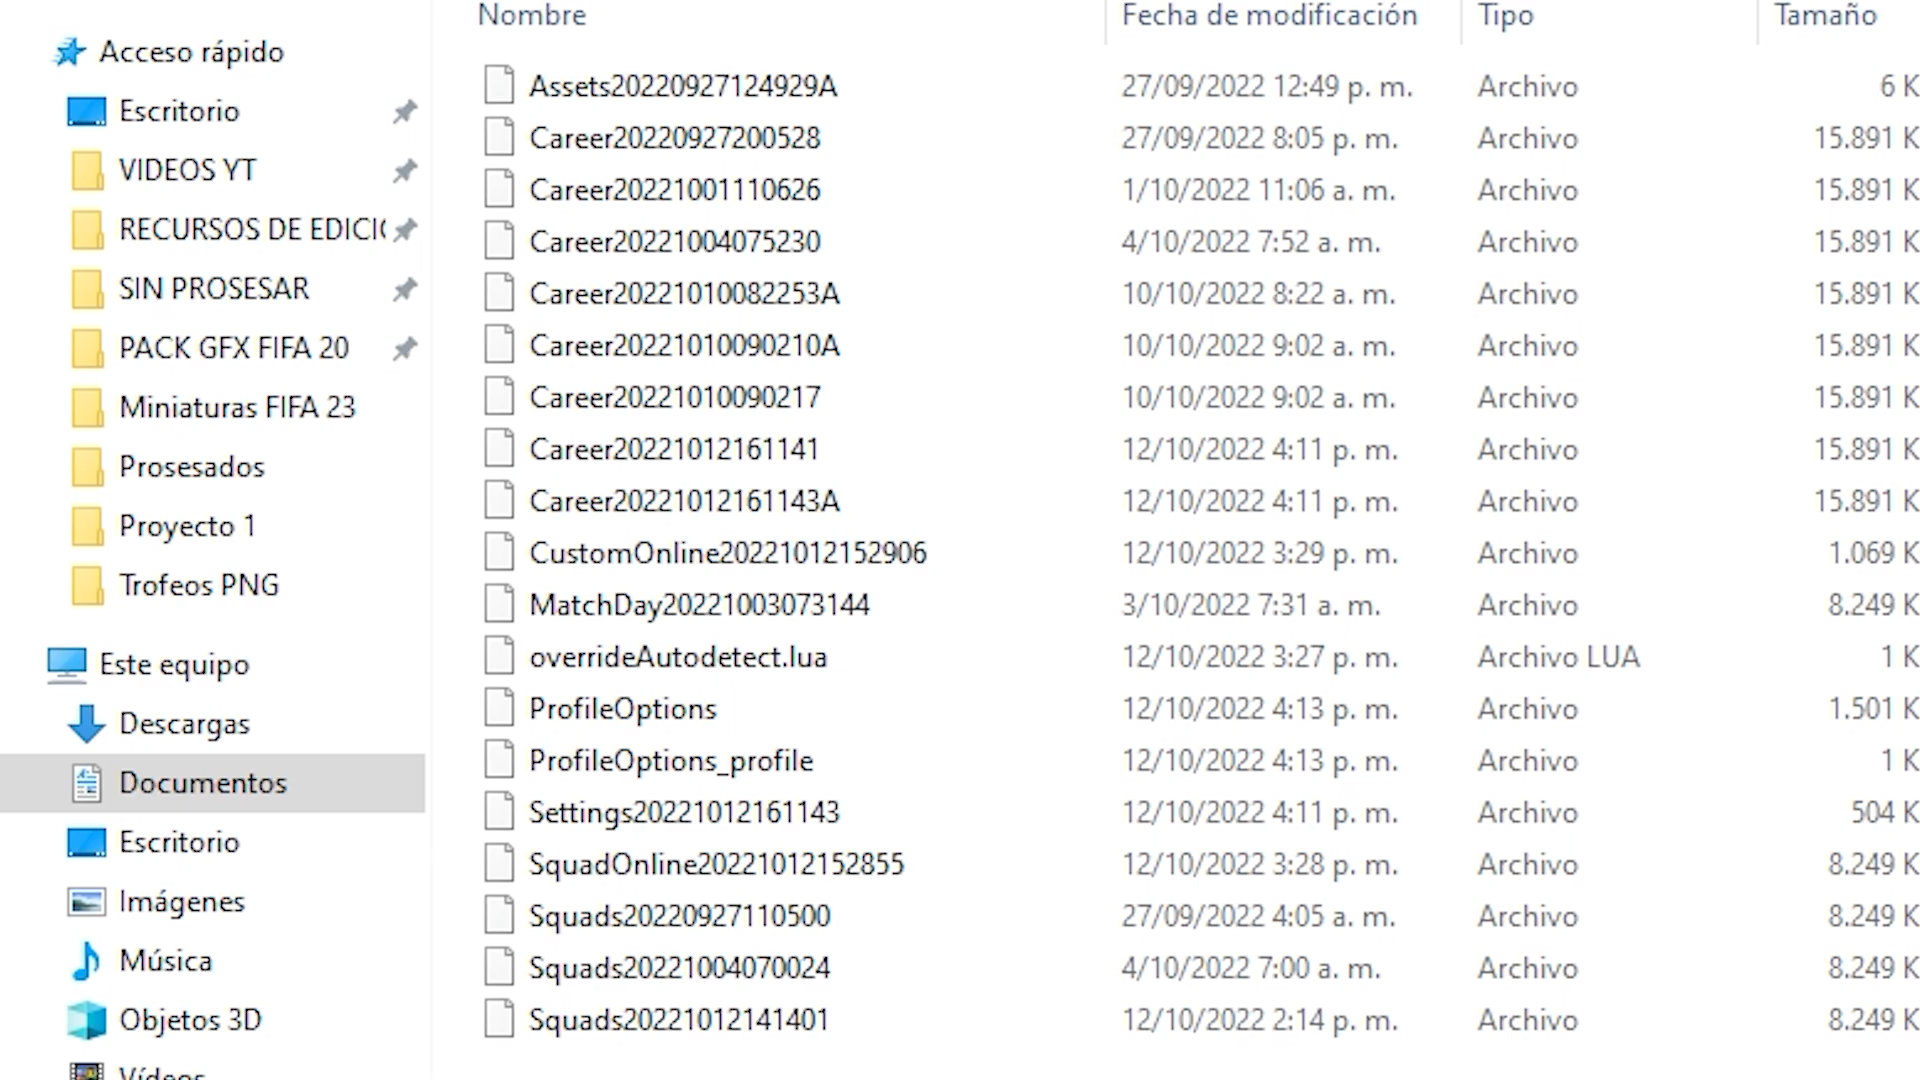 Nombre Fecha de modificación Tipo Tamaño
Acceso rápido
Escritorio
VIDEOS YT
RECURSOS DE EDICI
SIN PROSESAR
PACK GFX FIFA 20
Miniaturas FIFA 23
Prosesados
Proyecto 1
Trofeos PNG
Este equipo
Descargas
Documentos
Escritorio
Imágenes
Música
Objetos 3D
Vídeos
Assets20220927124929A 27/09/2022 12:49 p. m. Archivo 6 K
Career20220927200528 27/09/2022 8:05 p. m. Archivo 15.891 K
Career20221001110626 1/10/2022 11:06 a. m. Archivo 15.891 K
Career20221004075230 4/10/2022 7:52 a. m. Archivo 15.891 K
Career20221010082253A 10/10/2022 8:22 a. m. Archivo 15.891 K
Career20221010090210A 10/10/2022 9:02 a. m. Archivo 15.891 K
Career20221010090217 10/10/2022 9:02 a. m. Archivo 15.891 K
Career20221012161141 12/10/2022 4:11 p. m. Archivo 15.891 K
Career20221012161143A 12/10/2022 4:11 p. m. Archivo 15.891 K
CustomOnline20221012152906 12/10/2022 3:29 p. m. Archivo 1.069 K
MatchDay20221003073144 3/10/2022 7:31 a. m. Archivo 8.249 K
overrideAutodetect.lua 12/10/2022 3:27 p. m. Archivo LUA 1 K
ProfileOptions 12/10/2022 4:13 p. m. Archivo 1.501 K
ProfileOptions_profile 12/10/2022 4:13 p. m. Archivo 1 K
Settings20221012161143 12/10/2022 4:11 p. m. Archivo 504 K
SquadOnline20221012152855 12/10/2022 3:28 p. m. Archivo 8.249 K
Squads20220927110500 27/09/2022 4:05 a. m. Archivo 8.249 K
Squads20221004070024 4/10/2022 7:00 a. m. Archivo 8.249 K
Squads20221012141401 12/10/2022 2:14 p. m. Archivo 8.249 K